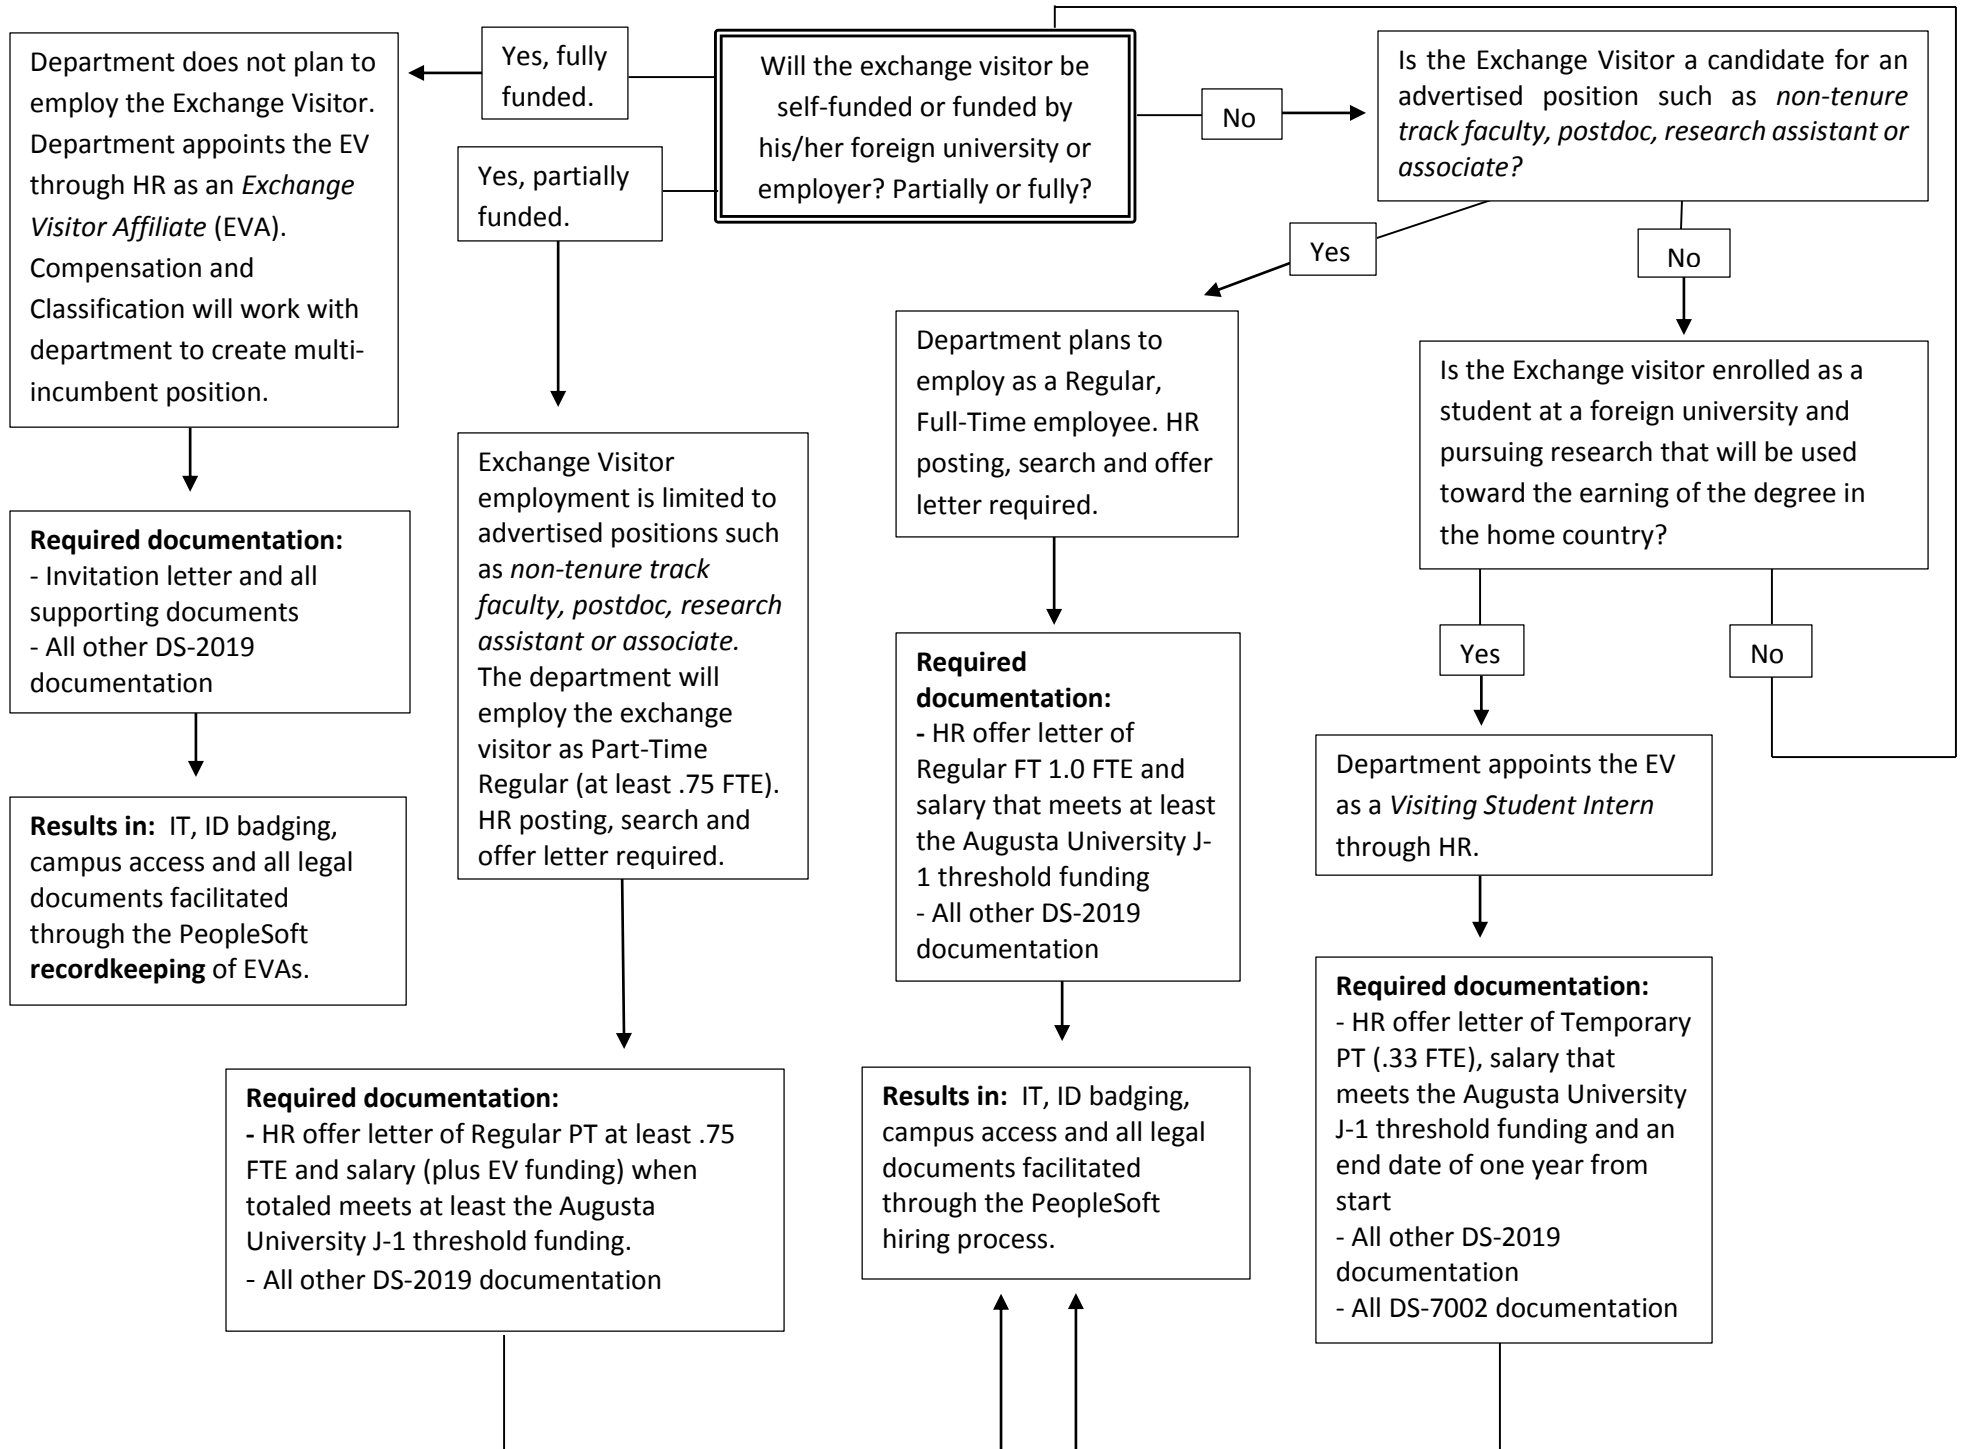 Department does not plan to
employ the Exchange Visitor.
Department appoints the EV
through HR as an Exchange
Visitor Affiliate (EVA).
Compensation and
Classification will work with
department to create multi-
incumbent position.
Yes, fully
funded.
Yes, partially
funded.
Will the exchange visitor be
self-funded or funded by
his/her foreign university or
employer? Partially or fully?
No
Is the Exchange Visitor a candidate for an
advertised position such as non-tenure
track faculty, postdoc, research assistant or
associate?
Yes
No
Required documentation:
- Invitation letter and all
supporting documents
- All other DS-2019
documentation
Results in: IT, ID badging,
campus access and all legal
documents facilitated
through the PeopleSoft
recordkeeping of EVAs.
Exchange Visitor
employment is limited to
advertised positions such
as non-tenure track
faculty, postdoc, research
assistant or associate.
The department will
employ the exchange
visitor as Part-Time
Regular (at least .75 FTE).
HR posting, search and
offer letter required.
Required documentation:
- HR offer letter of Regular PT at least .75
FTE and salary (plus EV funding) when
totaled meets at least the Augusta
University J-1 threshold funding.
- All other DS-2019 documentation
Department plans to
employ as a Regular,
Full-Time employee. HR
posting, search and offer
letter required.
Required
documentation:
- HR offer letter of
Regular FT 1.0 FTE and
salary that meets at least
the Augusta University J-
1 threshold funding
- All other DS-2019
documentation
Results in: IT, ID badging,
campus access and all legal
documents facilitated
through the PeopleSoft
hiring process.
Is the Exchange visitor enrolled as a
student at a foreign university and
pursuing research that will be used
toward the earning of the degree in
the home country?
Yes
No
Department appoints the EV
as a Visiting Student Intern
through HR.
Required documentation:
- HR offer letter of Temporary
PT (.33 FTE), salary that
meets the Augusta University
J-1 threshold funding and an
end date of one year from
start
- All other DS-2019
documentation
- All DS-7002 documentation